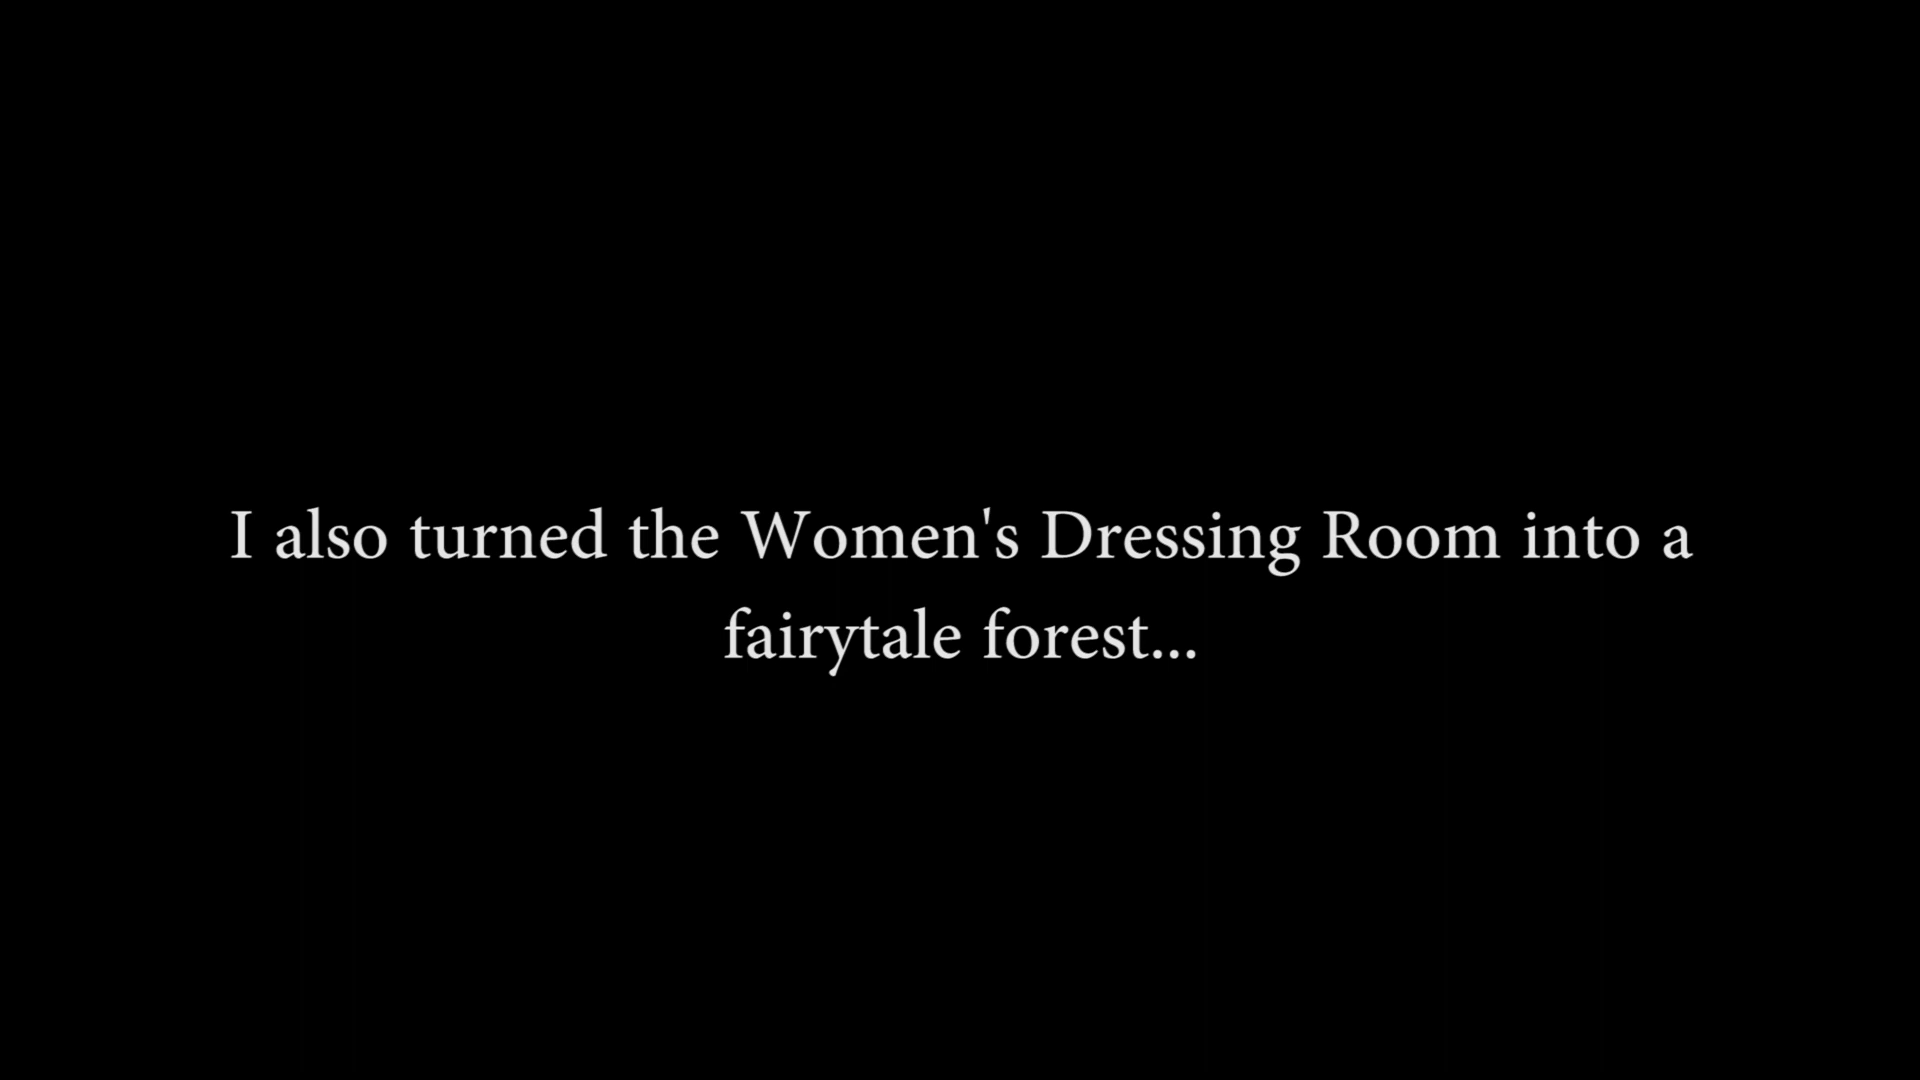 I also turned the Women's Dressing Room into a
fairytale forest...